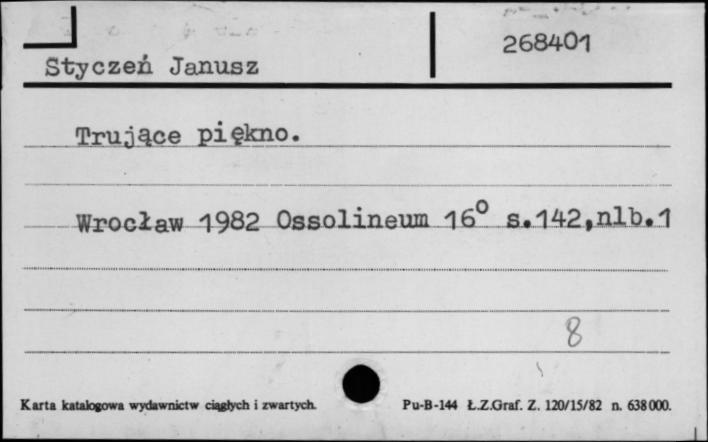 268401
Styczeń Janusz
Trujące piękno.
Wrocław 1982 Ossolineum 16⁰ s.142,nlb.1
8
Karta katalogowa wydawnictw ciągłych i zwartych. Pu-B-144 Ł.Z.Graf. Z. 120/15/82 n. 638000.